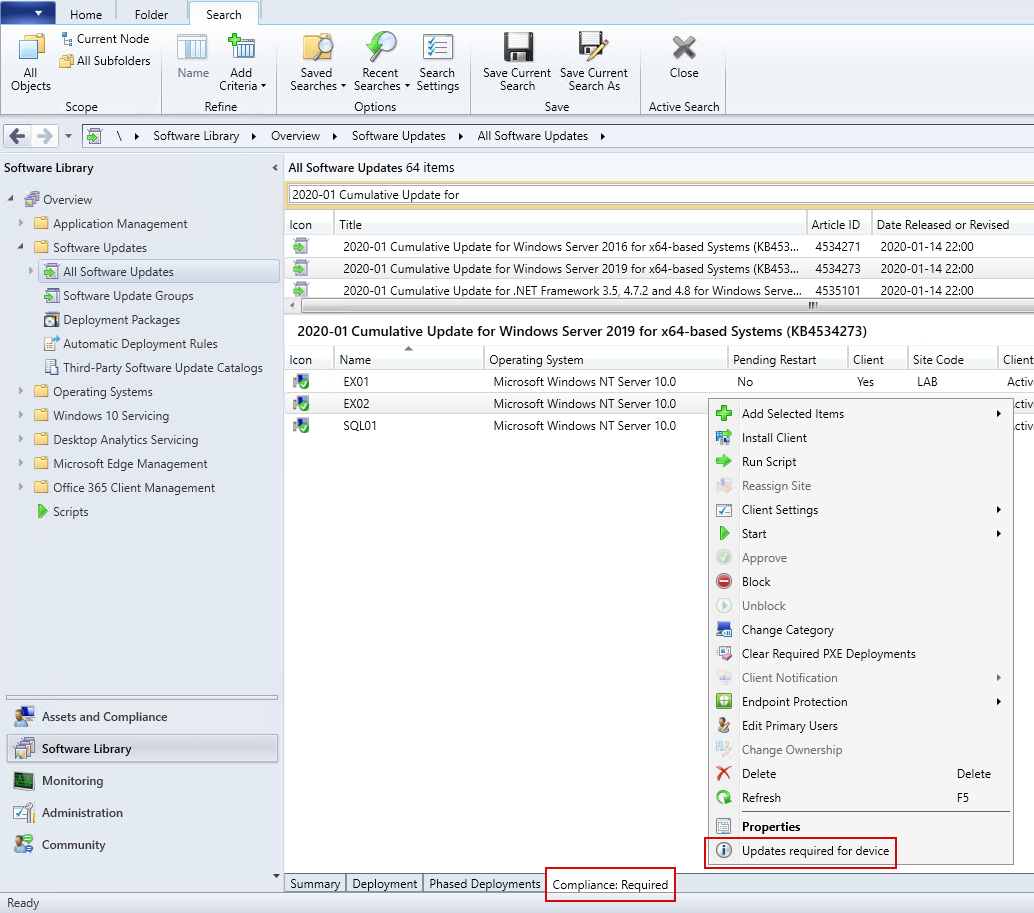 Home Folder Search
Current Node
All Subfolders
All
Objects
Name
Add
Criteria
Saved
Searches
Recent
Searches
Search
Settings
Save Current
Search
Save Current
Search As
Close
Scope Refine Options Save Active Search
\ Software Library Overview Software Updates All Software Updates
Software Library
Overview
Application Management
Software Updates
All Software Updates
Software Update Groups
Deployment Packages
Automatic Deployment Rules
Third-Party Software Update Catalogs
Operating Systems
Windows 10 Servicing
Desktop Analytics Servicing
Microsoft Edge Management
Office 365 Client Management
Scripts
Assets and Compliance
Software Library
Monitoring
Administration
Community
All Software Updates 64 items
2020-01 Cumulative Update for
Icon Title Article ID Date Released or Revised
2020-01 Cumulative Update for Windows Server 2016 for x64-based Systems (KB453... 4534271 2020-01-14 22:00
2020-01 Cumulative Update for Windows Server 2019 for x64-based Systems (KB453... 4534273 2020-01-14 22:00
2020-01 Cumulative Update for .NET Framework 3.5, 4.7.2 and 4.8 for Windows Serve... 4535101 2020-01-14 22:00
2020-01 Cumulative Update for Windows Server 2019 for x64-based Systems (KB4534273)
Icon Name Operating System Pending Restart Client Site Code Client
EX01 Microsoft Windows NT Server 10.0 No Yes LAB Activ
EX02 Microsoft Windows NT Server 10.0
SQL01 Microsoft Windows NT Server 10.0
Add Selected Items
Install Client
Run Script
Reassign Site
Client Settings
Start
Approve
Block
Unblock
Change Category
Clear Required PXE Deployments
Client Notification
Endpoint Protection
Edit Primary Users
Change Ownership
Delete Delete
Refresh F5
Properties
Updates required for device
Summary Deployment Phased Deployments Compliance: Required
Ready